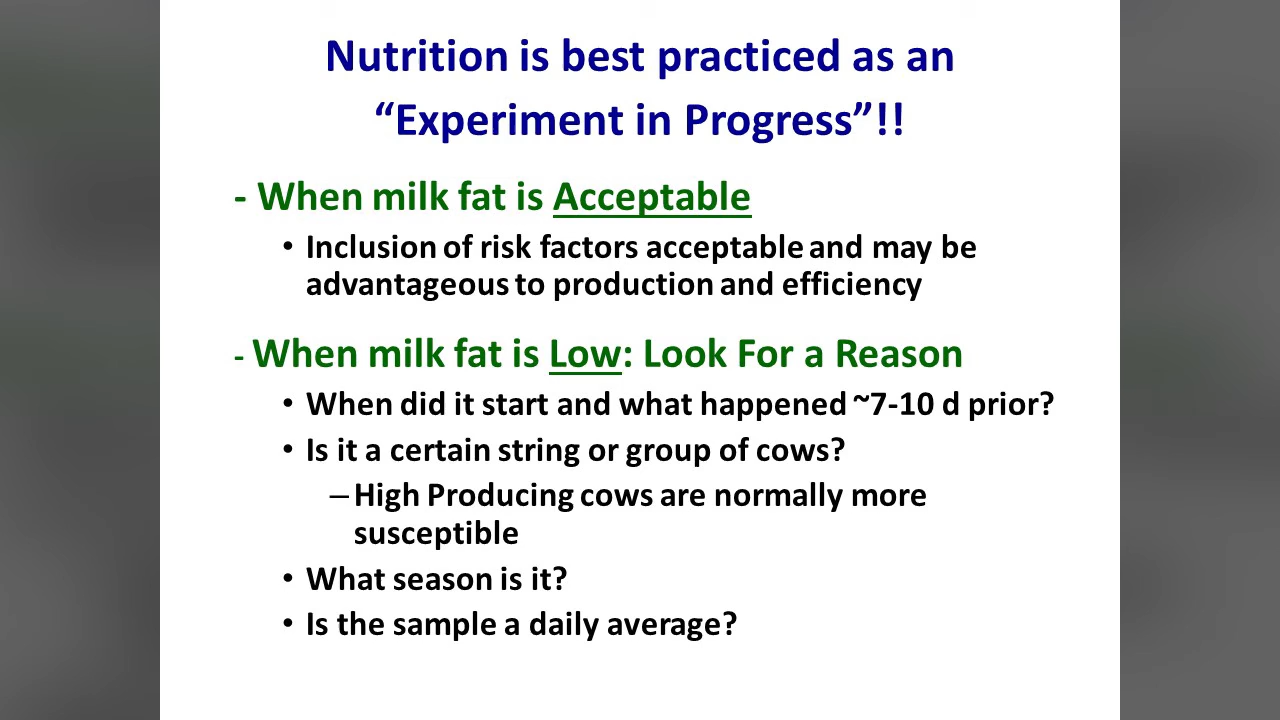 Nutrition is best practiced as an
“Experiment in Progress”!!
- When milk fat is Acceptable
• Inclusion of risk factors acceptable and may be
advantageous to production and efficiency
- When milk fat is Low: Look For a Reason
• When did it start and what happened ~7-10 d prior?
• Is it a certain string or group of cows?
– High Producing cows are normally more
susceptible
• What season is it?
• Is the sample a daily average?